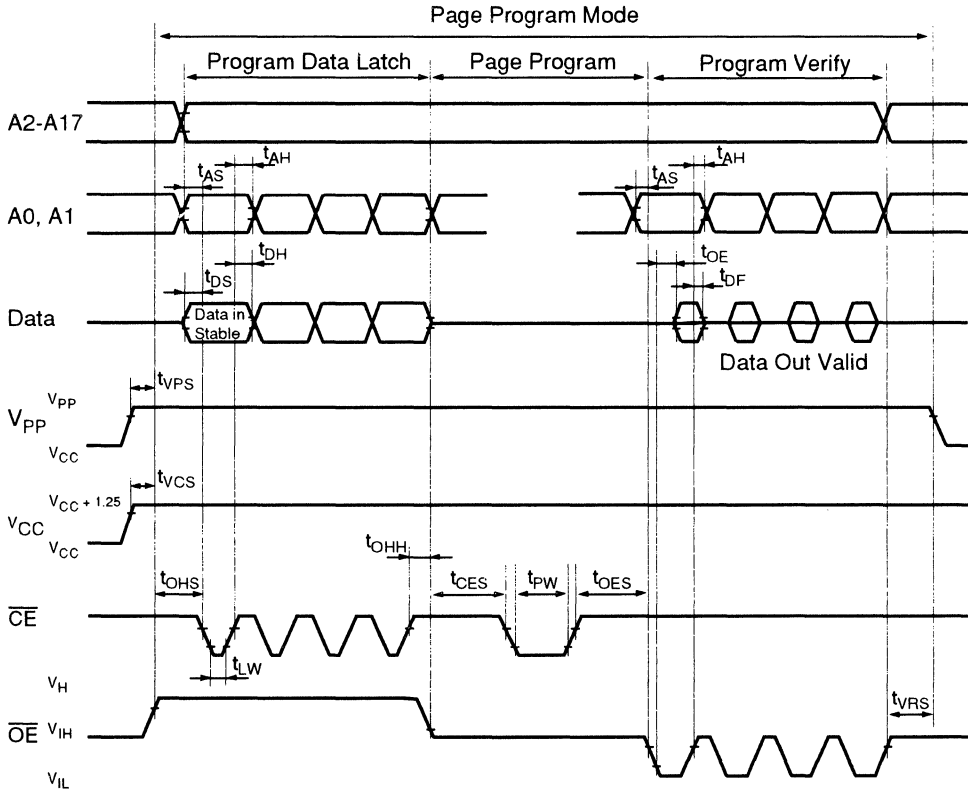 Page Program Mode
Program Data Latch Page Program Program Verify
A2-A17
tAH tAH
tAS tAS
A0, A1
tDH tOE
tDS tDF
Data Data in Stable
Data Out Valid
tVPS
VPP
VPP
VCC
tVCS
VCC + 1.25
VCC
VCC
tOHH
tOHS tCES tPW tOES
CE
tLW
VH
tVRS
OE VIH
VIL